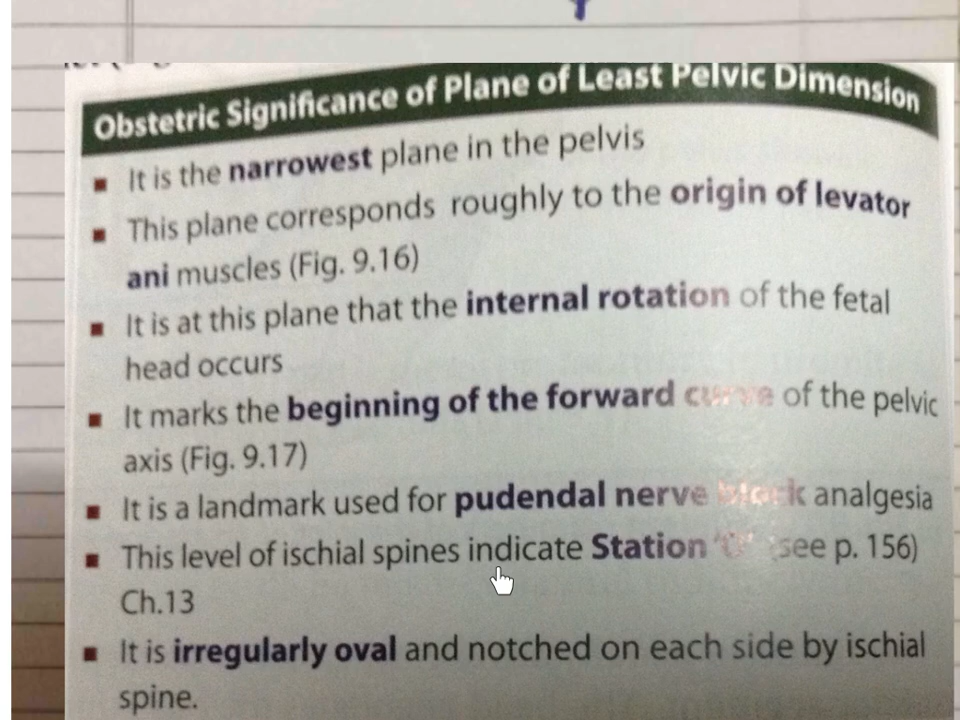 Obstetric Significance of Plane of Least Pelvic Dimension
▪ It is the narrowest plane in the pelvis
▪ This plane corresponds roughly to the origin of levator
ani muscles (Fig. 9.16)
▪ It is at this plane that the internal rotation of the fetal
head occurs
▪ It marks the beginning of the forward curve of the pelvic
axis (Fig. 9.17)
▪ It is a landmark used for pudendal nerve block analgesia
▪ This level of ischial spines indicate Station '0' (see p. 156)
Ch.13
▪ It is irregularly oval and notched on each side by ischial
spine.